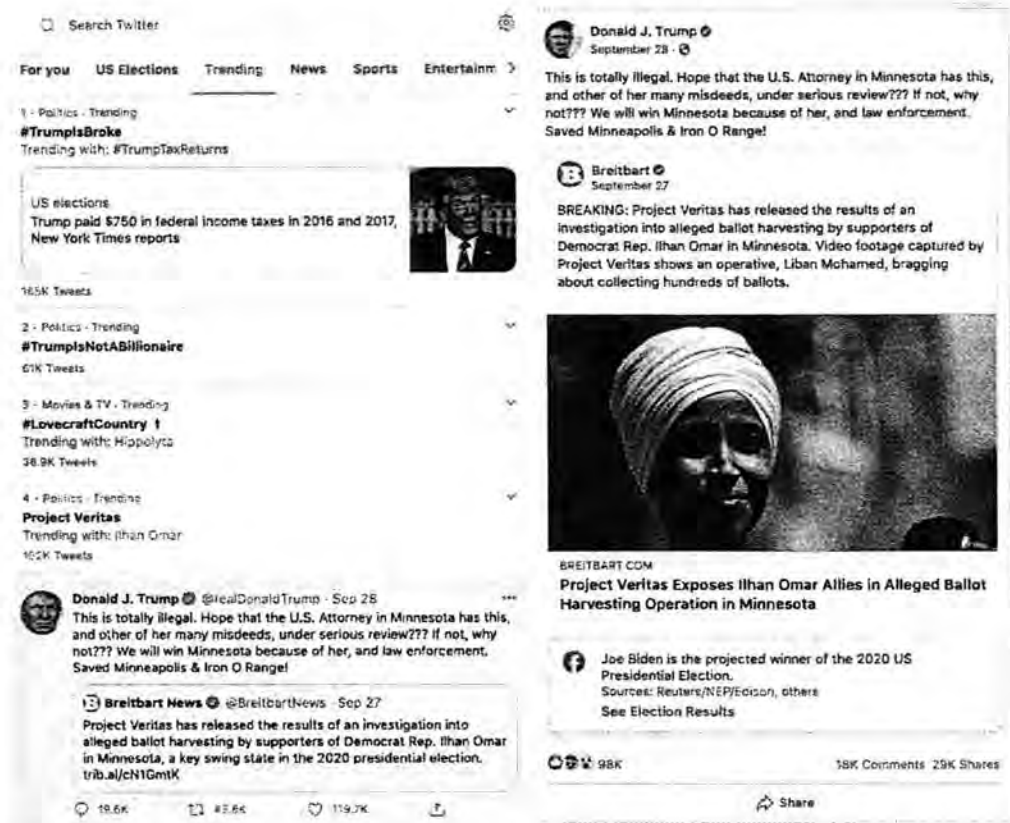 Search Twitter
For you US Elections Trending News Sports Entertainm
1 - Politics - Trending
#TrumpIsBroke
Trending with: #TrumpTaxReturns
US elections
Trump paid $750 in federal income taxes in 2016 and 2017,
New York Times reports
165K Tweets
2 - Politics - Trending
#TrumpIsNotABillionaire
61K Tweets
3 - Movies & TV - Trending
#LovecraftCountry
Trending with: Hippolyta
38.9K Tweets
4 - Politics - Trending
Project Veritas
Trending with: Ilhan Omar
Tweets
Donald J. Trump @realDonaldTrump · Sep 28
This is totally illegal. Hope that the U.S. Attorney in Minnesota has this,
and other of her many misdeeds, under serious review??? If not, why
not??? We will win Minnesota because of her, and law enforcement.
Saved Minneapolis & Iron O Range!
Breitbart News @BreitbartNews · Sep 27
Project Veritas has released the results of an investigation into
alleged ballot harvesting by supporters of Democrat Rep. Ilhan Omar
in Minnesota, a key swing state in the 2020 presidential election.
trib.al/cN1GmtK
19.6K 119.7K
Donald J. Trump
September 28 ·
This is totally illegal. Hope that the U.S. Attorney in Minnesota has this,
and other of her many misdeeds, under serious review??? If not, why
not??? We will win Minnesota because of her, and law enforcement.
Saved Minneapolis & Iron O Range!
Breitbart
September 27
BREAKING: Project Veritas has released the results of an
investigation into alleged ballot harvesting by supporters of
Democrat Rep. Ilhan Omar in Minnesota. Video footage captured by
Project Veritas shows an operative, Liban Mohamed, bragging
about collecting hundreds of ballots.
BREITBART.COM
Project Veritas Exposes Ilhan Omar Allies in Alleged Ballot
Harvesting Operation in Minnesota
Joe Biden is the projected winner of the 2020 US
Presidential Election.
Sources: Reuters/NEP/Edison, others
See Election Results
98K 18K Comments 29K Shares
Share